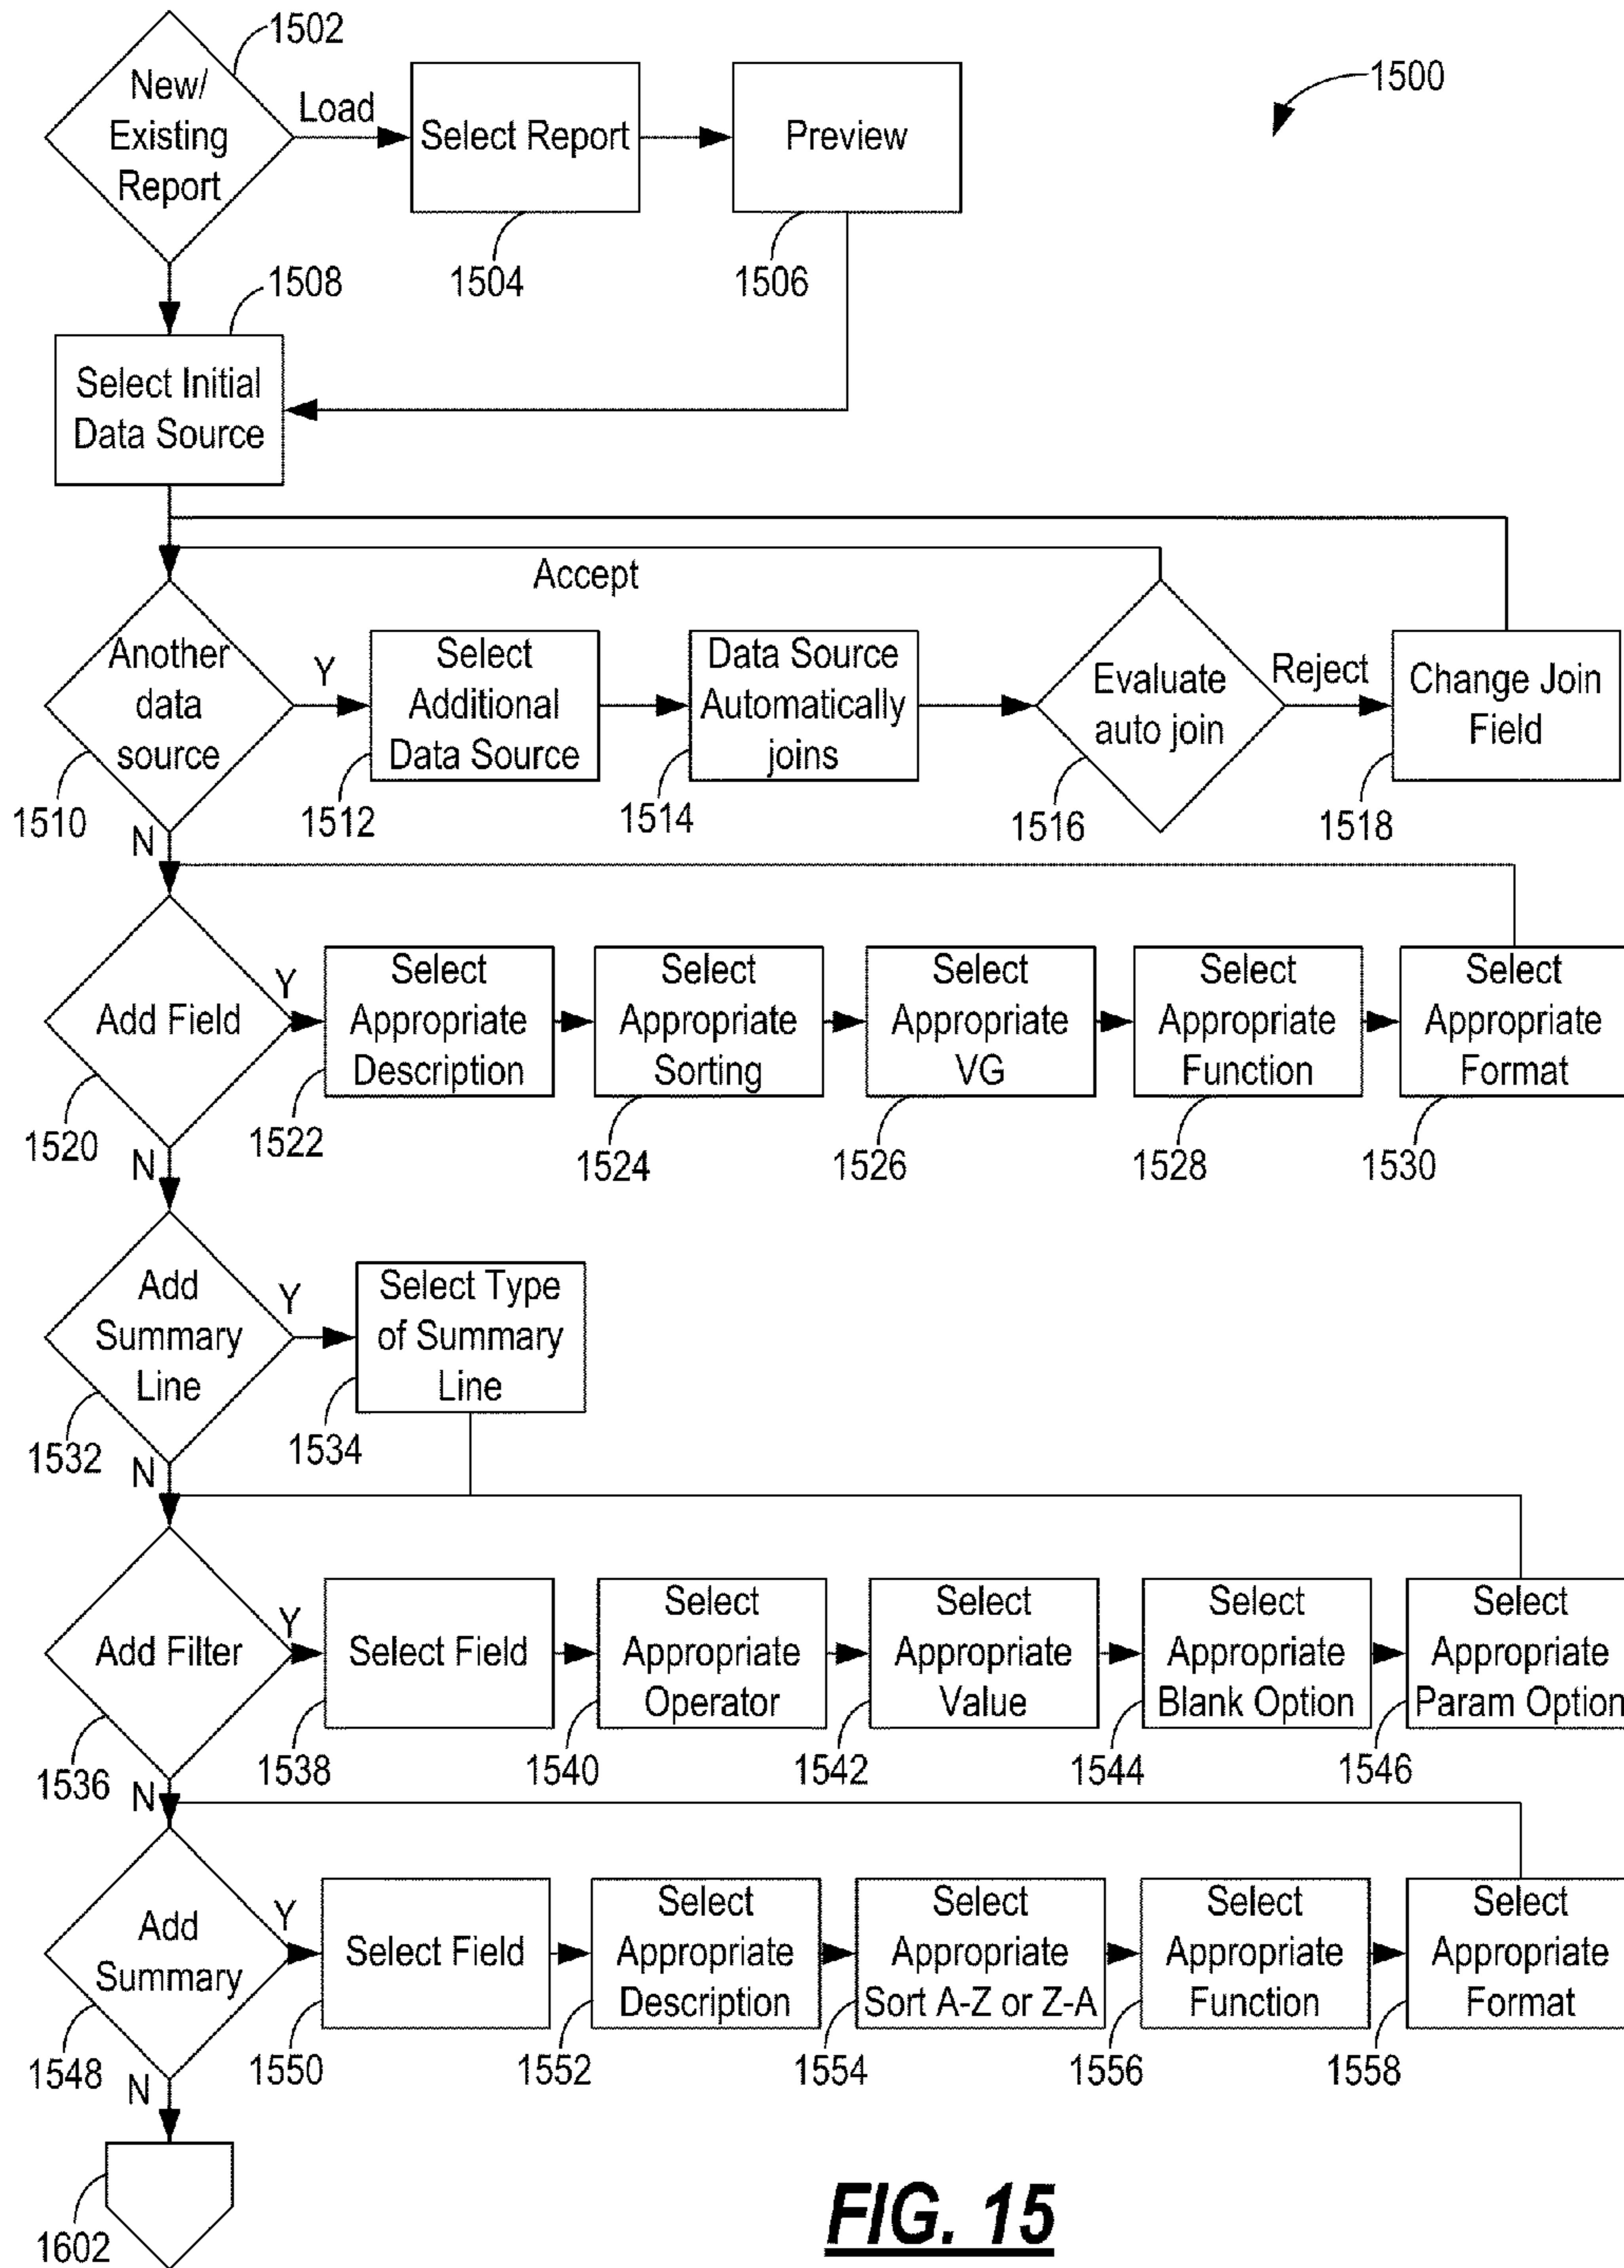 1502
New/
Existing
Report
Load
Select Report
Preview
1500
1504
1506
1508
Select Initial
Data Source
Accept
Another
data
source
Y
Select
Additional
Data Source
Data Source
Automatically
joins
Evaluate
auto join
Reject
Change Join
Field
1510
1512
1514
1516
1518
N
Add Field
Y
Select
Appropriate
Description
Select
Appropriate
Sorting
Select
Appropriate
VG
Select
Appropriate
Function
Select
Appropriate
Format
1520
1522
1524
1526
1528
1530
N
Add
Summary
Line
Y
Select Type
of Summary
Line
1532
1534
N
Add Filter
Y
Select Field
Select
Appropriate
Operator
Select
Appropriate
Value
Select
Appropriate
Blank Option
Select
Appropriate
Param Option
1536
1538
1540
1542
1544
1546
N
Add
Summary
Y
Select Field
Select
Appropriate
Description
Select
Appropriate
Sort A-Z or Z-A
Select
Appropriate
Function
Select
Appropriate
Format
1548
1550
1552
1554
1556
1558
N
1602
FIG. 15